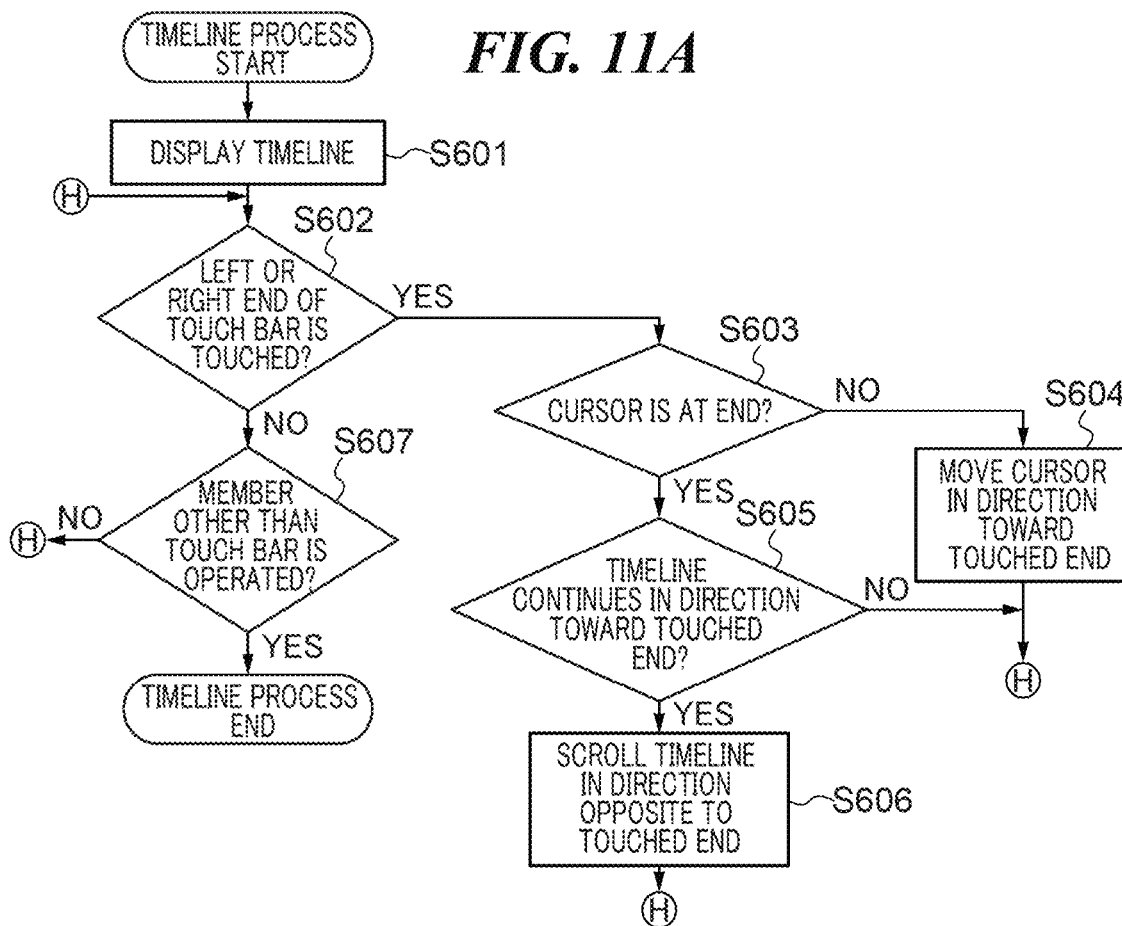 TIMELINE PROCESS
START
FIG. 11A
DISPLAY TIMELINE
S601
H
S602
LEFT OR
RIGHT END OF
TOUCH BAR IS
TOUCHED?
YES
NO
S603
CURSOR IS AT END?
NO
YES
S604
MOVE CURSOR
IN DIRECTION
TOWARD
TOUCHED END
S607
MEMBER
OTHER THAN
TOUCH BAR IS
OPERATED?
NO
H
YES
TIMELINE PROCESS
END
S605
TIMELINE
CONTINUES IN DIRECTION
TOWARD TOUCHED
END?
NO
H
YES
SCROLL TIMELINE
IN DIRECTION
OPPOSITE TO
TOUCHED END
S606
H